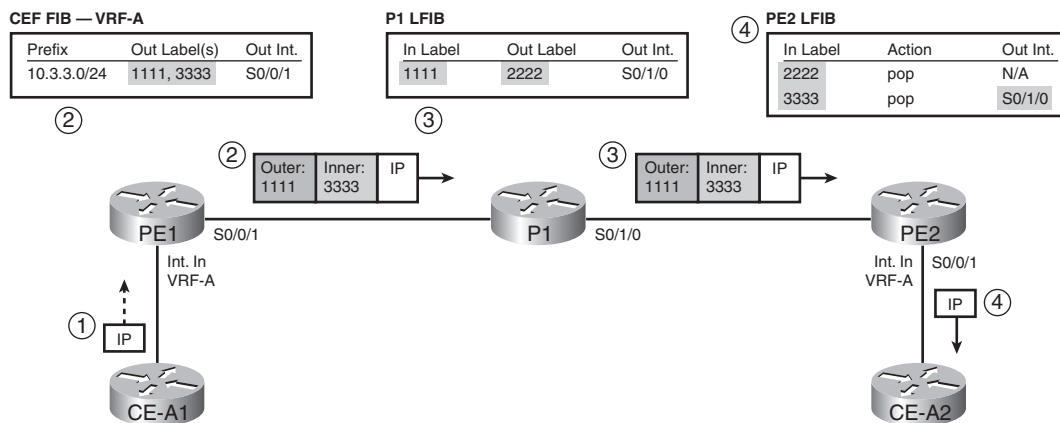 CEF FIB — VRF-A
Prefix Out Label(s) Out Int.
10.3.3.0/24 1111, 3333 S0/0/1
2
P1 LFIB
In Label Out Label Out Int.
1111 2222 S0/1/0
3
PE2 LFIB
4
In Label Action Out Int.
2222 pop N/A
3333 pop S0/1/0
2
Outer: 1111
Inner: 3333
IP
3
Outer: 1111
Inner: 3333
IP
PE1
S0/0/1
P1
S0/1/0
PE2
Int. In
VRF-A
Int. In
VRF-A
S0/0/1
1
IP
IP
4
CE-A1
CE-A2